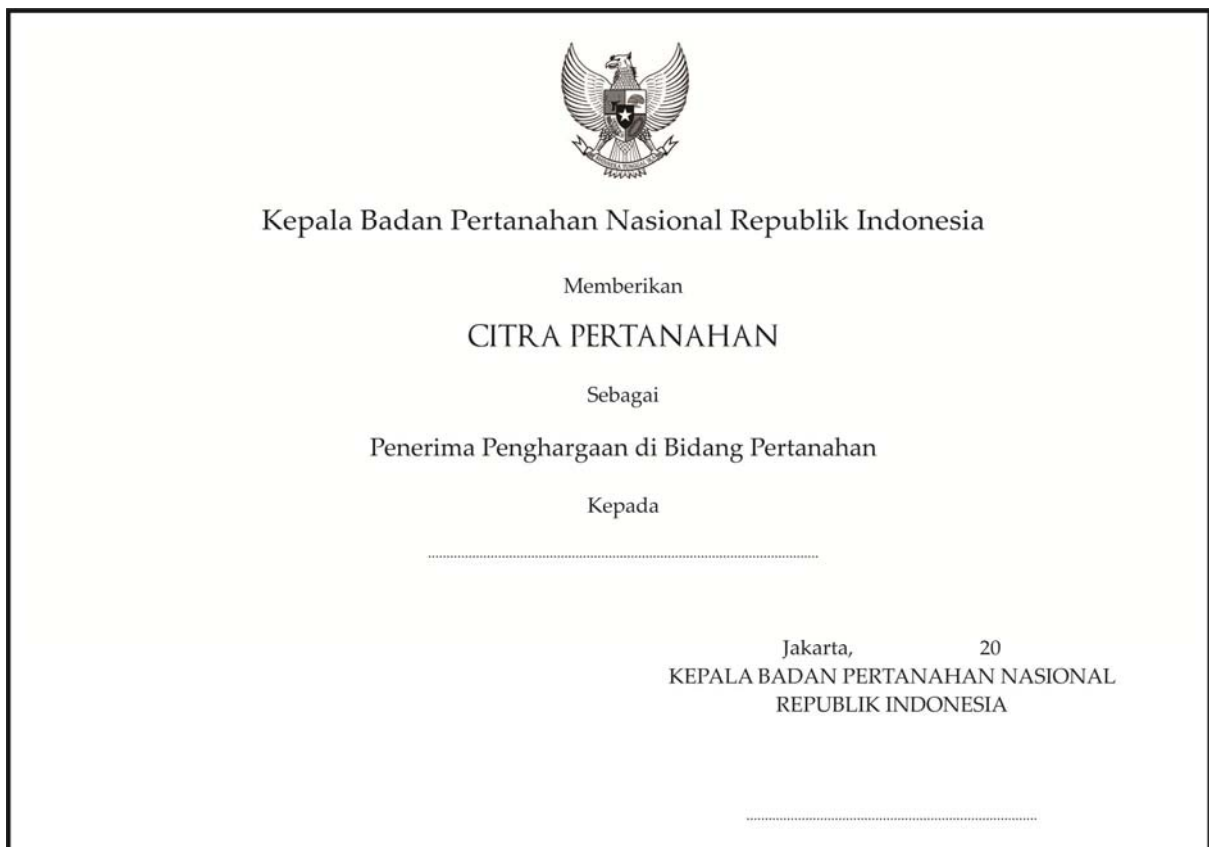 Kepala Badan Pertanahan Nasional Republik Indonesia
Memberikan
CITRA PERTANAHAN
Sebagai
Penerima Penghargaan di Bidang Pertanahan
Kepada
................................................................................
Jakarta, 20
KEPALA BADAN PERTANAHAN NASIONAL
REPUBLIK INDONESIA
................................................................................